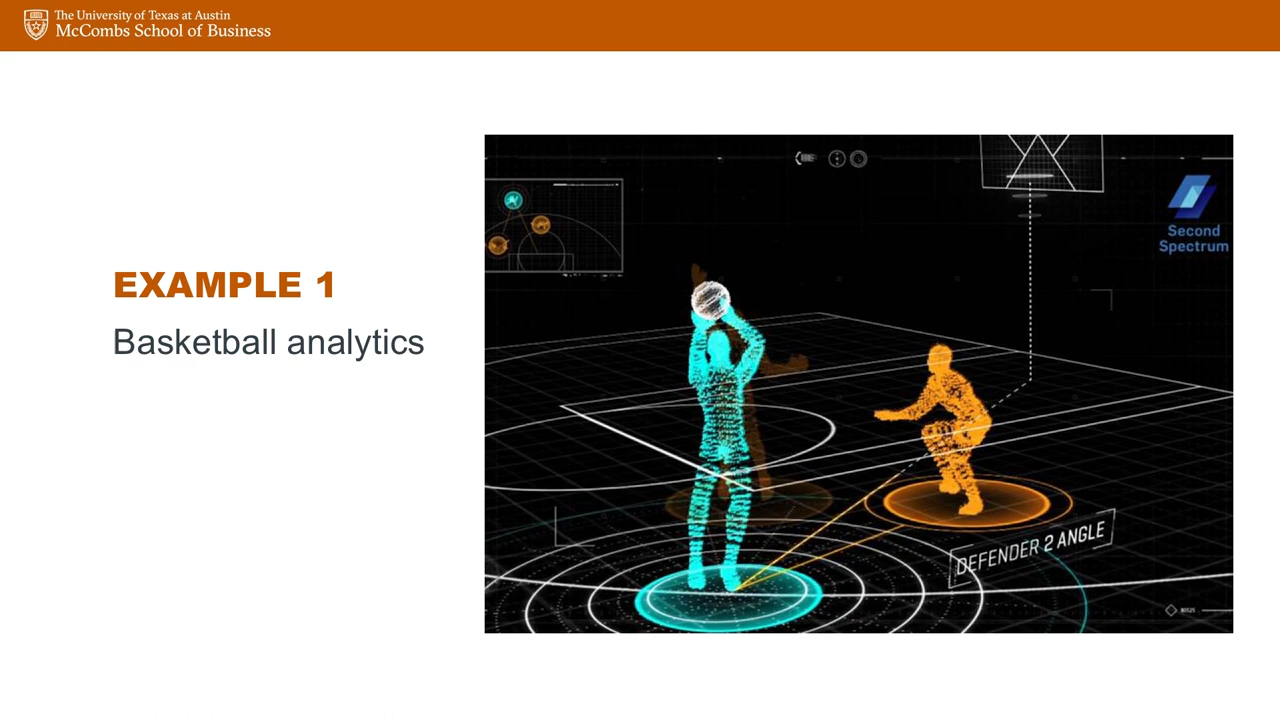 The University of Texas at Austin
McCombs School of Business
EXAMPLE 1
Basketball analytics
Second
Spectrum
DEFENDER 2 ANGLE